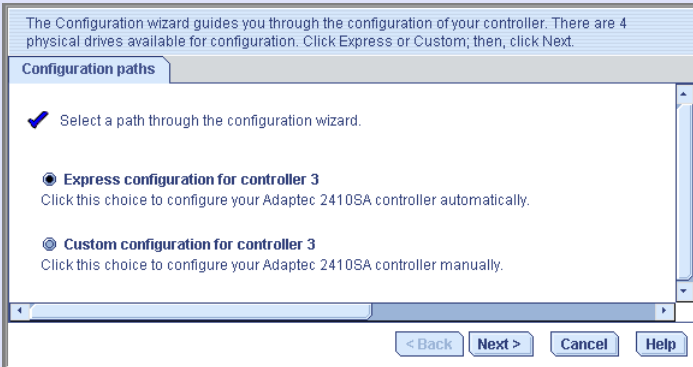 The Configuration wizard guides you through the configuration of your controller. There are 4
physical drives available for configuration. Click Express or Custom; then, click Next.
Configuration paths
Select a path through the configuration wizard.
Express configuration for controller 3
Click this choice to configure your Adaptec 2410SA controller automatically.
Custom configuration for controller 3
Click this choice to configure your Adaptec 2410SA controller manually.
< Back Next > Cancel Help